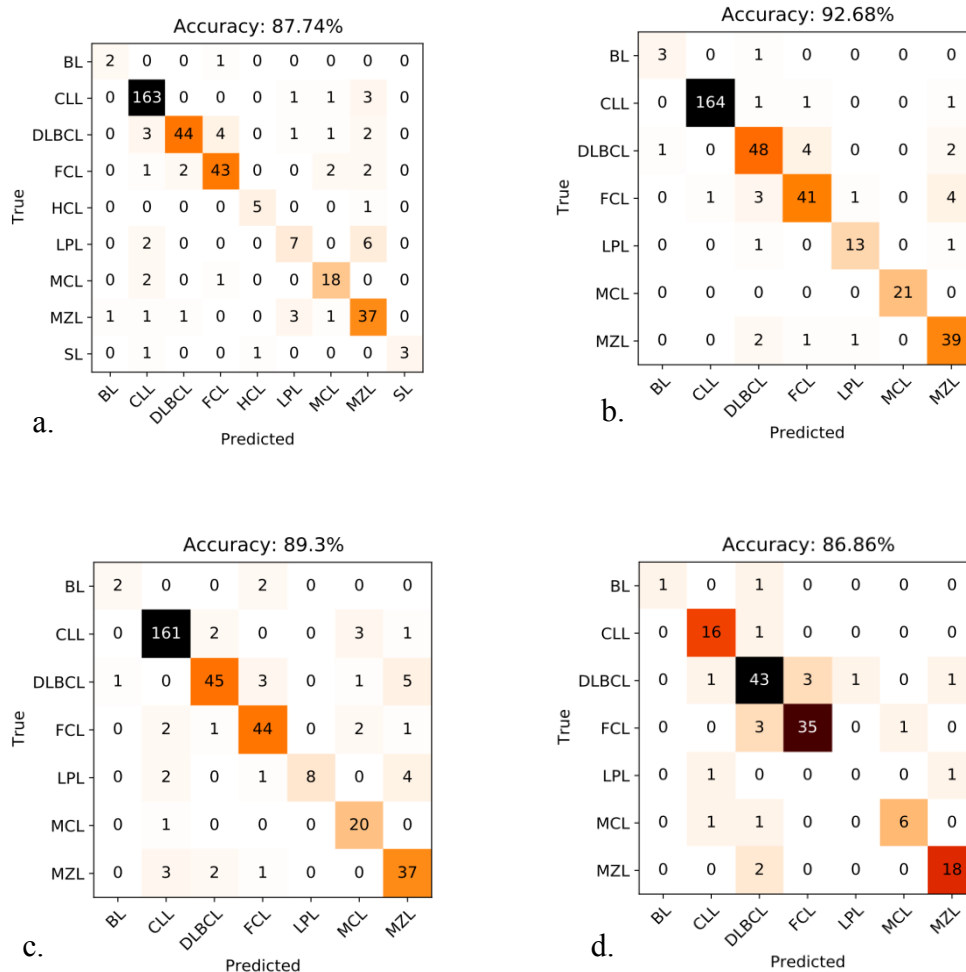 Accuracy: 87.74%
True
BL 2 0 0 1 0 0 0 0 0
CLL 0 163 0 0 0 1 1 3 0
DLBCL 0 3 44 4 0 1 1 2 0
FCL 0 1 2 43 0 0 2 2 0
HCL 0 0 0 0 5 0 0 1 0
LPL 0 2 0 0 0 7 0 6 0
MCL 0 2 0 1 0 0 18 0 0
MZL 1 1 1 0 0 3 1 37 0
SL 0 1 0 0 1 0 0 0 3
BL CLL DLBCL FCL HCL LPL MCL MZL SL
Predicted
a.
Accuracy: 92.68%
True
BL 3 0 1 0 0 0 0
CLL 0 164 1 1 0 0 1
DLBCL 1 0 48 4 0 0 2
FCL 0 1 3 41 1 0 4
LPL 0 0 1 0 13 0 1
MCL 0 0 0 0 0 21 0
MZL 0 0 2 1 1 0 39
BL CLL DLBCL FCL LPL MCL MZL
Predicted
b.
Accuracy: 89.3%
True
BL 2 0 0 2 0 0 0
CLL 0 161 2 0 0 3 1
DLBCL 1 0 45 3 0 1 5
FCL 0 2 1 44 0 2 1
LPL 0 2 0 1 8 0 4
MCL 0 1 0 0 0 20 0
MZL 0 3 2 1 0 0 37
BL CLL DLBCL FCL LPL MCL MZL
Predicted
c.
Accuracy: 86.86%
True
BL 1 0 1 0 0 0 0
CLL 0 16 1 0 0 0 0
DLBCL 0 1 43 3 1 0 1
FCL 0 0 3 35 0 1 0
LPL 0 1 0 0 0 0 1
MCL 0 1 1 0 0 6 0
MZL 0 0 2 0 0 0 18
BL CLL DLBCL FCL LPL MCL MZL
Predicted
d.